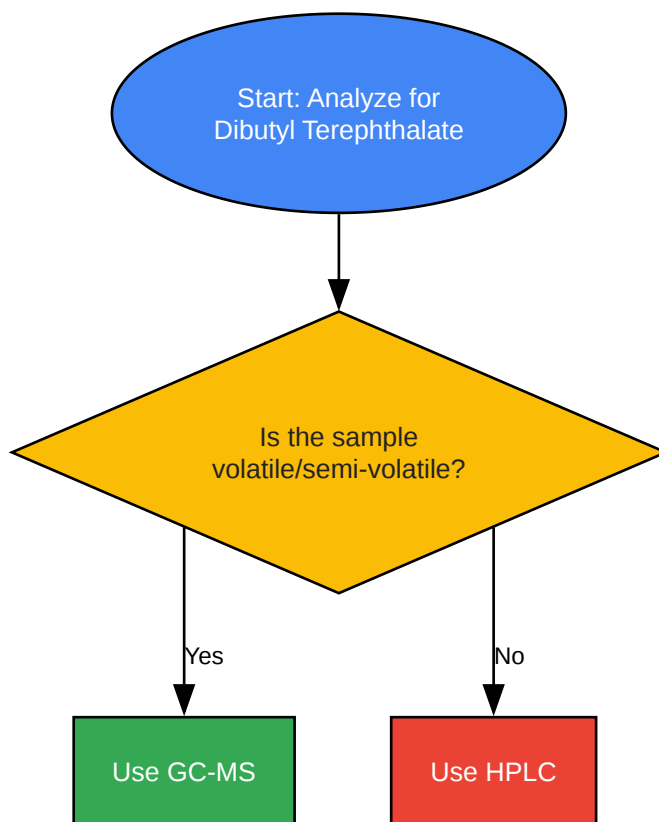 Start: Analyze for
Dibutyl Terephthalate
Is the sample
volatile/semi-volatile?
Yes
No
Use GC-MS
Use HPLC